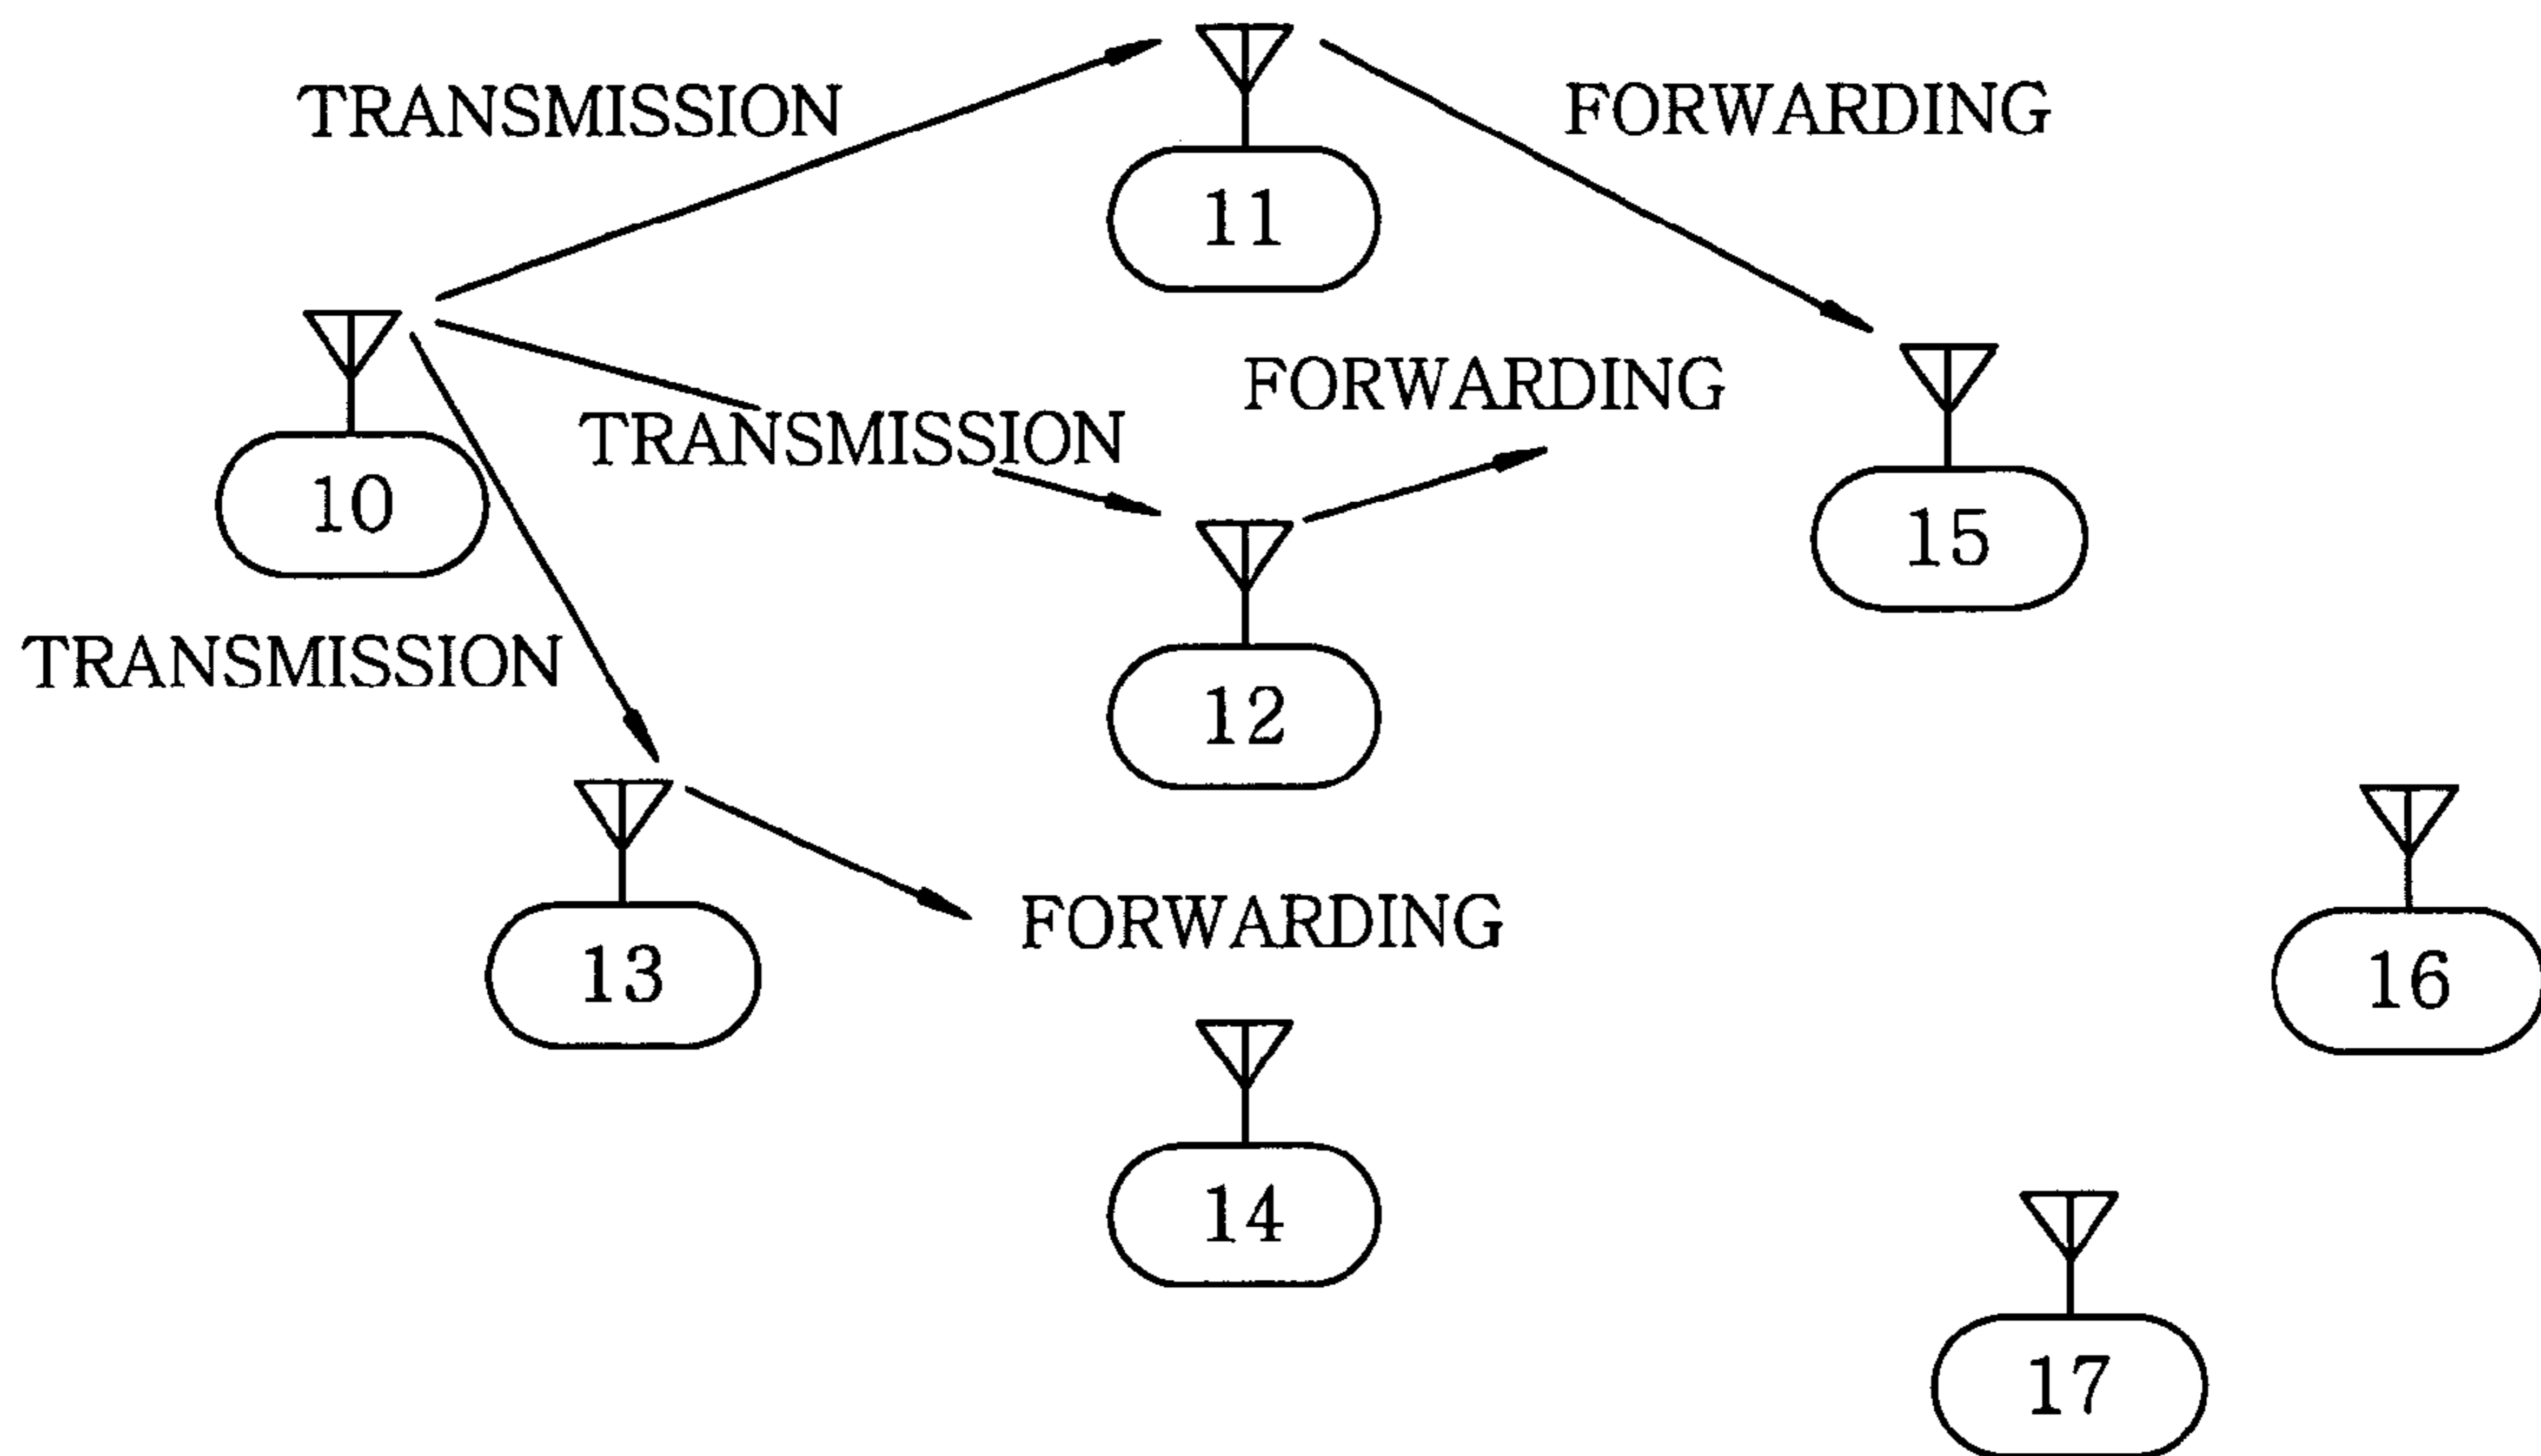 TRANSMISSION
FORWARDING
11
FORWARDING
TRANSMISSION
10
15
TRANSMISSION
12
FORWARDING
13
16
14
17